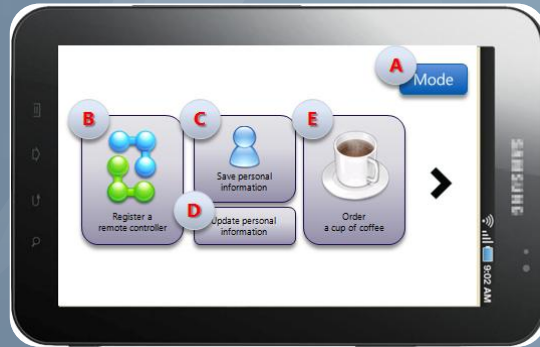 A
Mode
B
C
E
Save personal
information
D
Update personal
information
Register a
remote controller
Order
a cup of coffee
SAMSUNG
9:02 AM